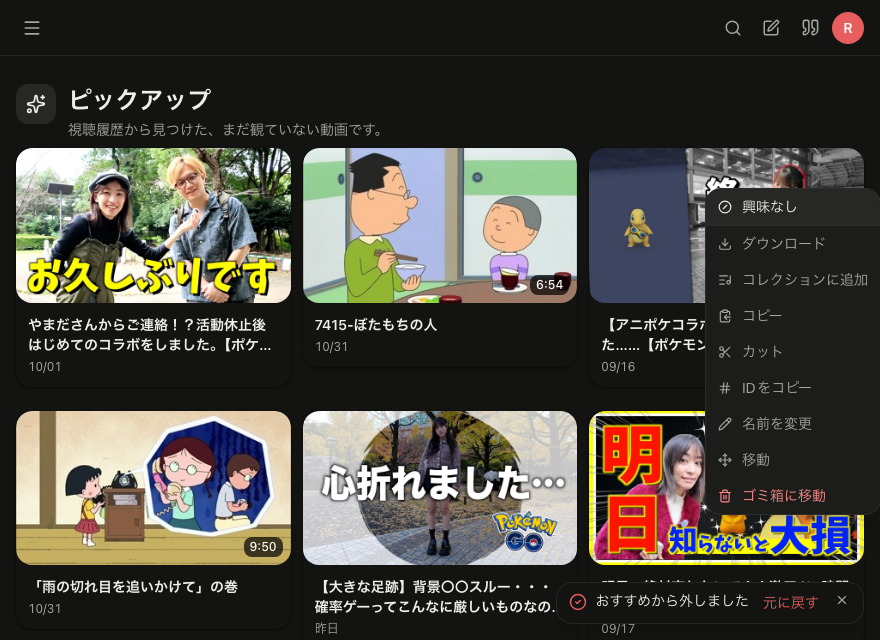 R
ピックアップ
視聴履歴から見つけた、まだ観ていない動画です。
お久しぶりです
やまださんからご連絡！？活動休止後
はじめてのコラボをしました。【ポケ…
10/01
6:54
7415-ぼたもちの人
10/31
【アニポケコラボ
た……【ポケモン
09/16
興味なし
ダウンロード
コレクションに追加
コピー
カット
IDをコピー
名前を変更
移動
ゴミ箱に移動
9:50
「雨の切れ目を追いかけて」の巻
10/31
心折れました…
Pokémon
GO
【大きな足跡】背景〇〇スルー・・・
確率ゲーってこんなに厳しいものなの…
昨日
明日
知らないと大損
09/17
おすすめから外しました
元に戻す